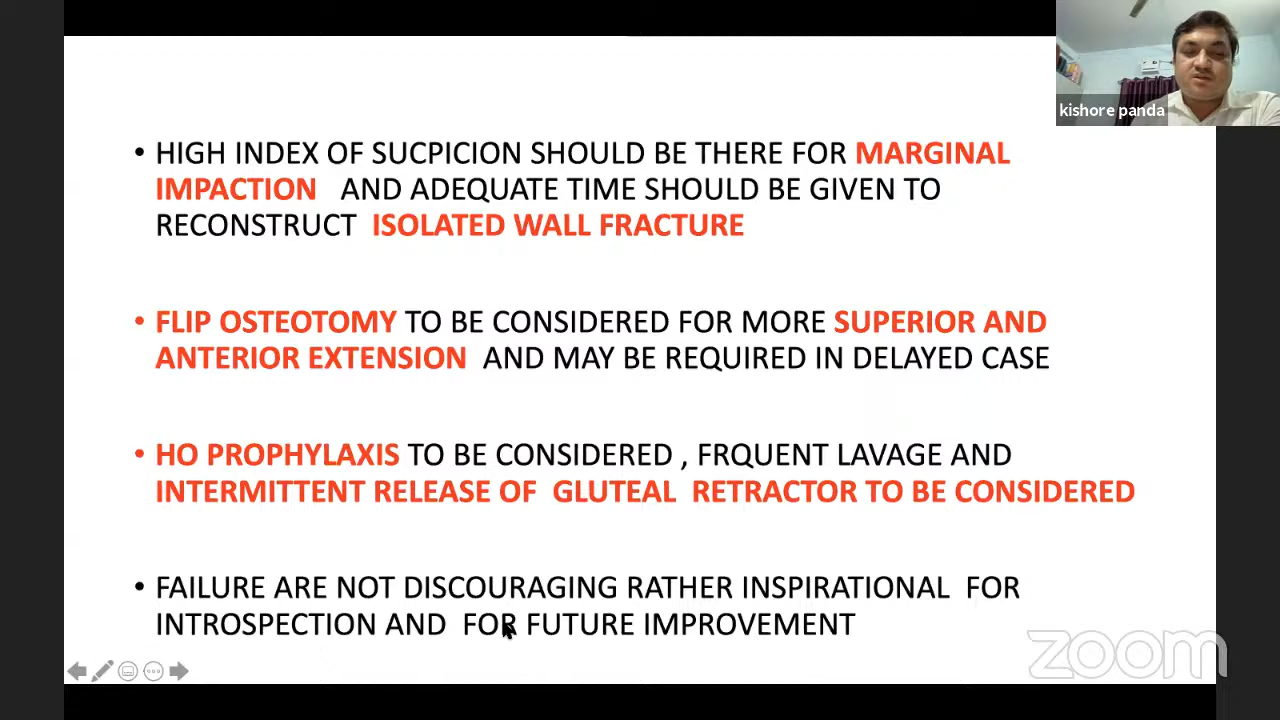 kishore panda
• HIGH INDEX OF SUCPICION SHOULD BE THERE FOR MARGINAL
IMPACTION AND ADEQUATE TIME SHOULD BE GIVEN TO
RECONSTRUCT ISOLATED WALL FRACTURE
• FLIP OSTEOTOMY TO BE CONSIDERED FOR MORE SUPERIOR AND
ANTERIOR EXTENSION AND MAY BE REQUIRED IN DELAYED CASE
• HO PROPHYLAXIS TO BE CONSIDERED , FRQUENT LAVAGE AND
INTERMITTENT RELEASE OF GLUTEAL RETRACTOR TO BE CONSIDERED
• FAILURE ARE NOT DISCOURAGING RATHER INSPIRATIONAL FOR
INTROSPECTION AND FOR FUTURE IMPROVEMENT
zoom